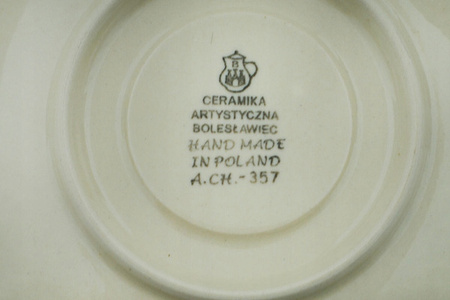 B
CERAMIKA
ARTYSTYCZNA
BOLESŁAWIEC
HAND MADE
IN POLAND
A.CH.-357